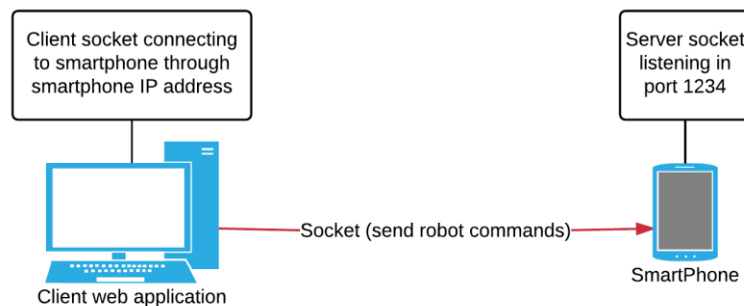 Client socket connecting
to smartphone through
smartphone IP address
Server socket
listening in
port 1234
Socket (send robot commands)
SmartPhone
Client web application